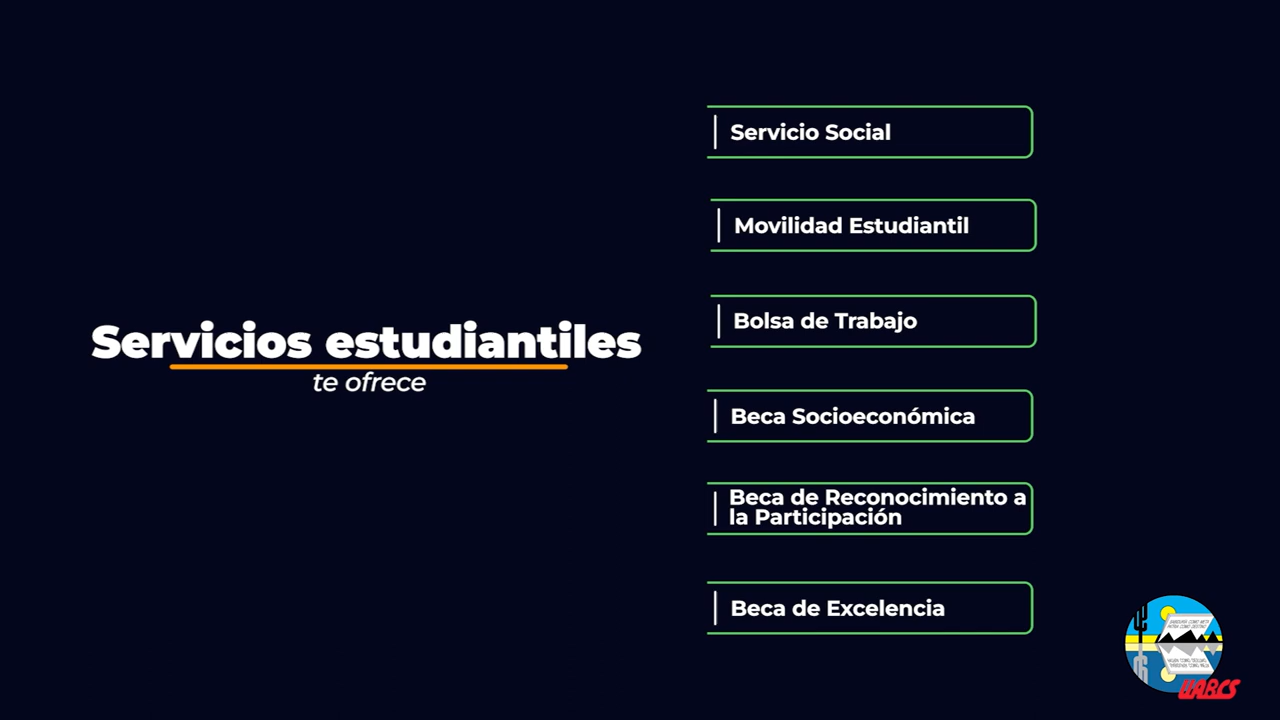 Servicios estudiantiles
te ofrece
Servicio Social
Movilidad Estudiantil
Bolsa de Trabajo
Beca Socioeconómica
Beca de Reconocimiento a
la Participación
Beca de Excelencia
UABCS